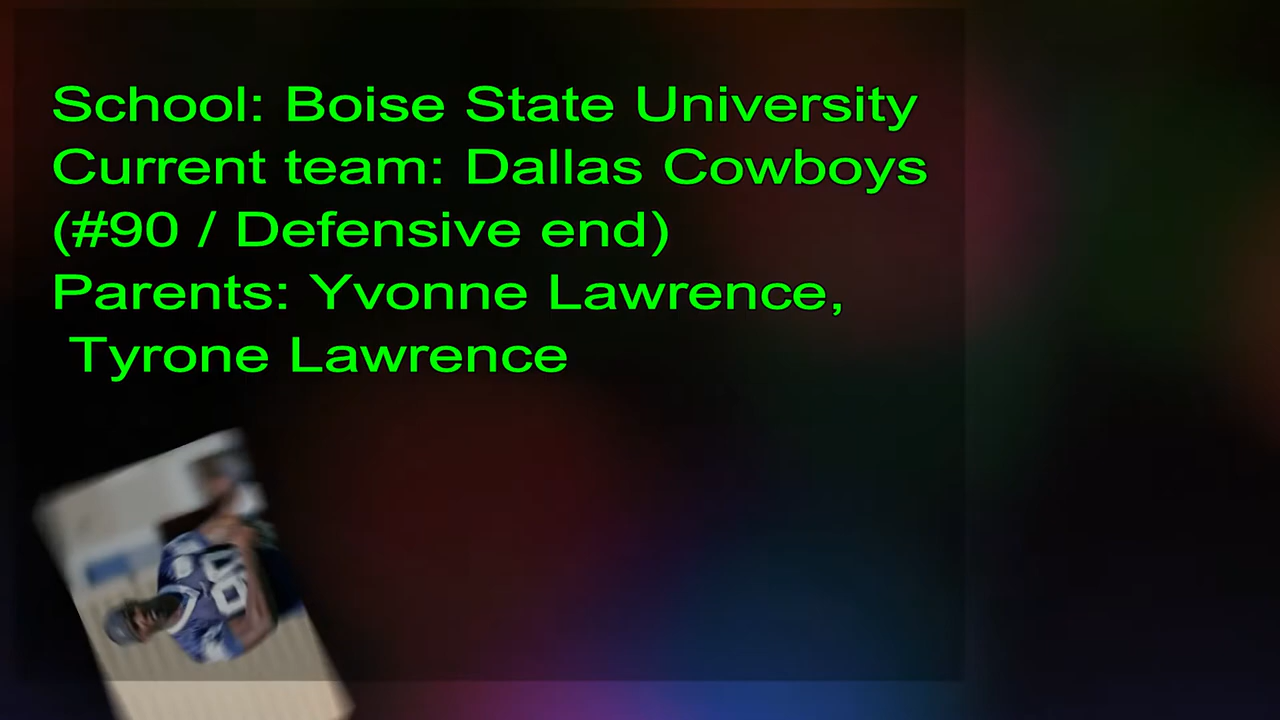 School: Boise State University
Current team: Dallas Cowboys
(#90 / Defensive end)
Parents: Yvonne Lawrence,
Tyrone Lawrence